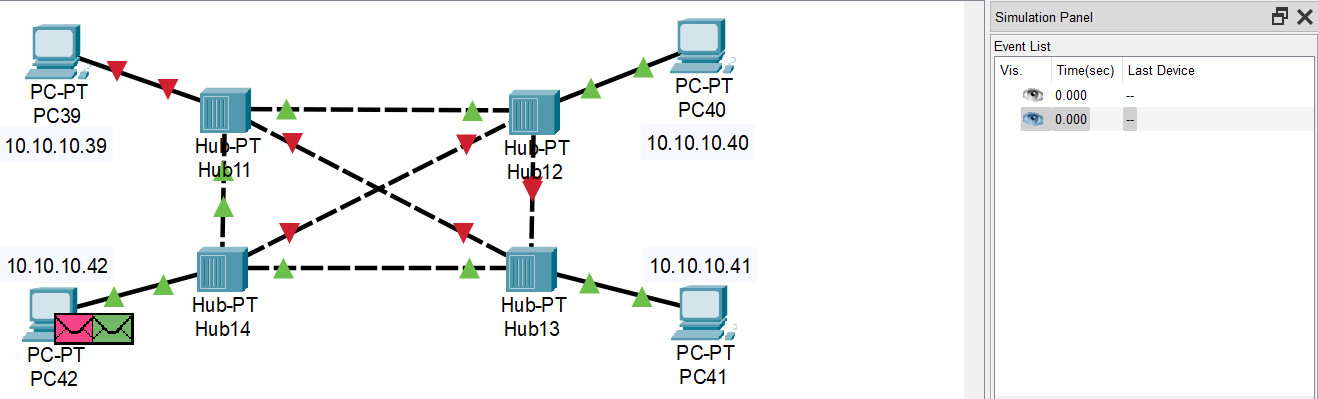 PC-PT
PC39
10.10.10.39
Hub-PT
Hub11
PC-PT
PC40
10.10.10.40
Hub-PT
Hub12
10.10.10.42
PC-PT
PC42
Hub-PT
Hub14
10.10.10.41
Hub-PT
Hub13
PC-PT
PC41
Simulation Panel
Event List
Vis. Time(sec) Last Device
0.000 --
0.000 --